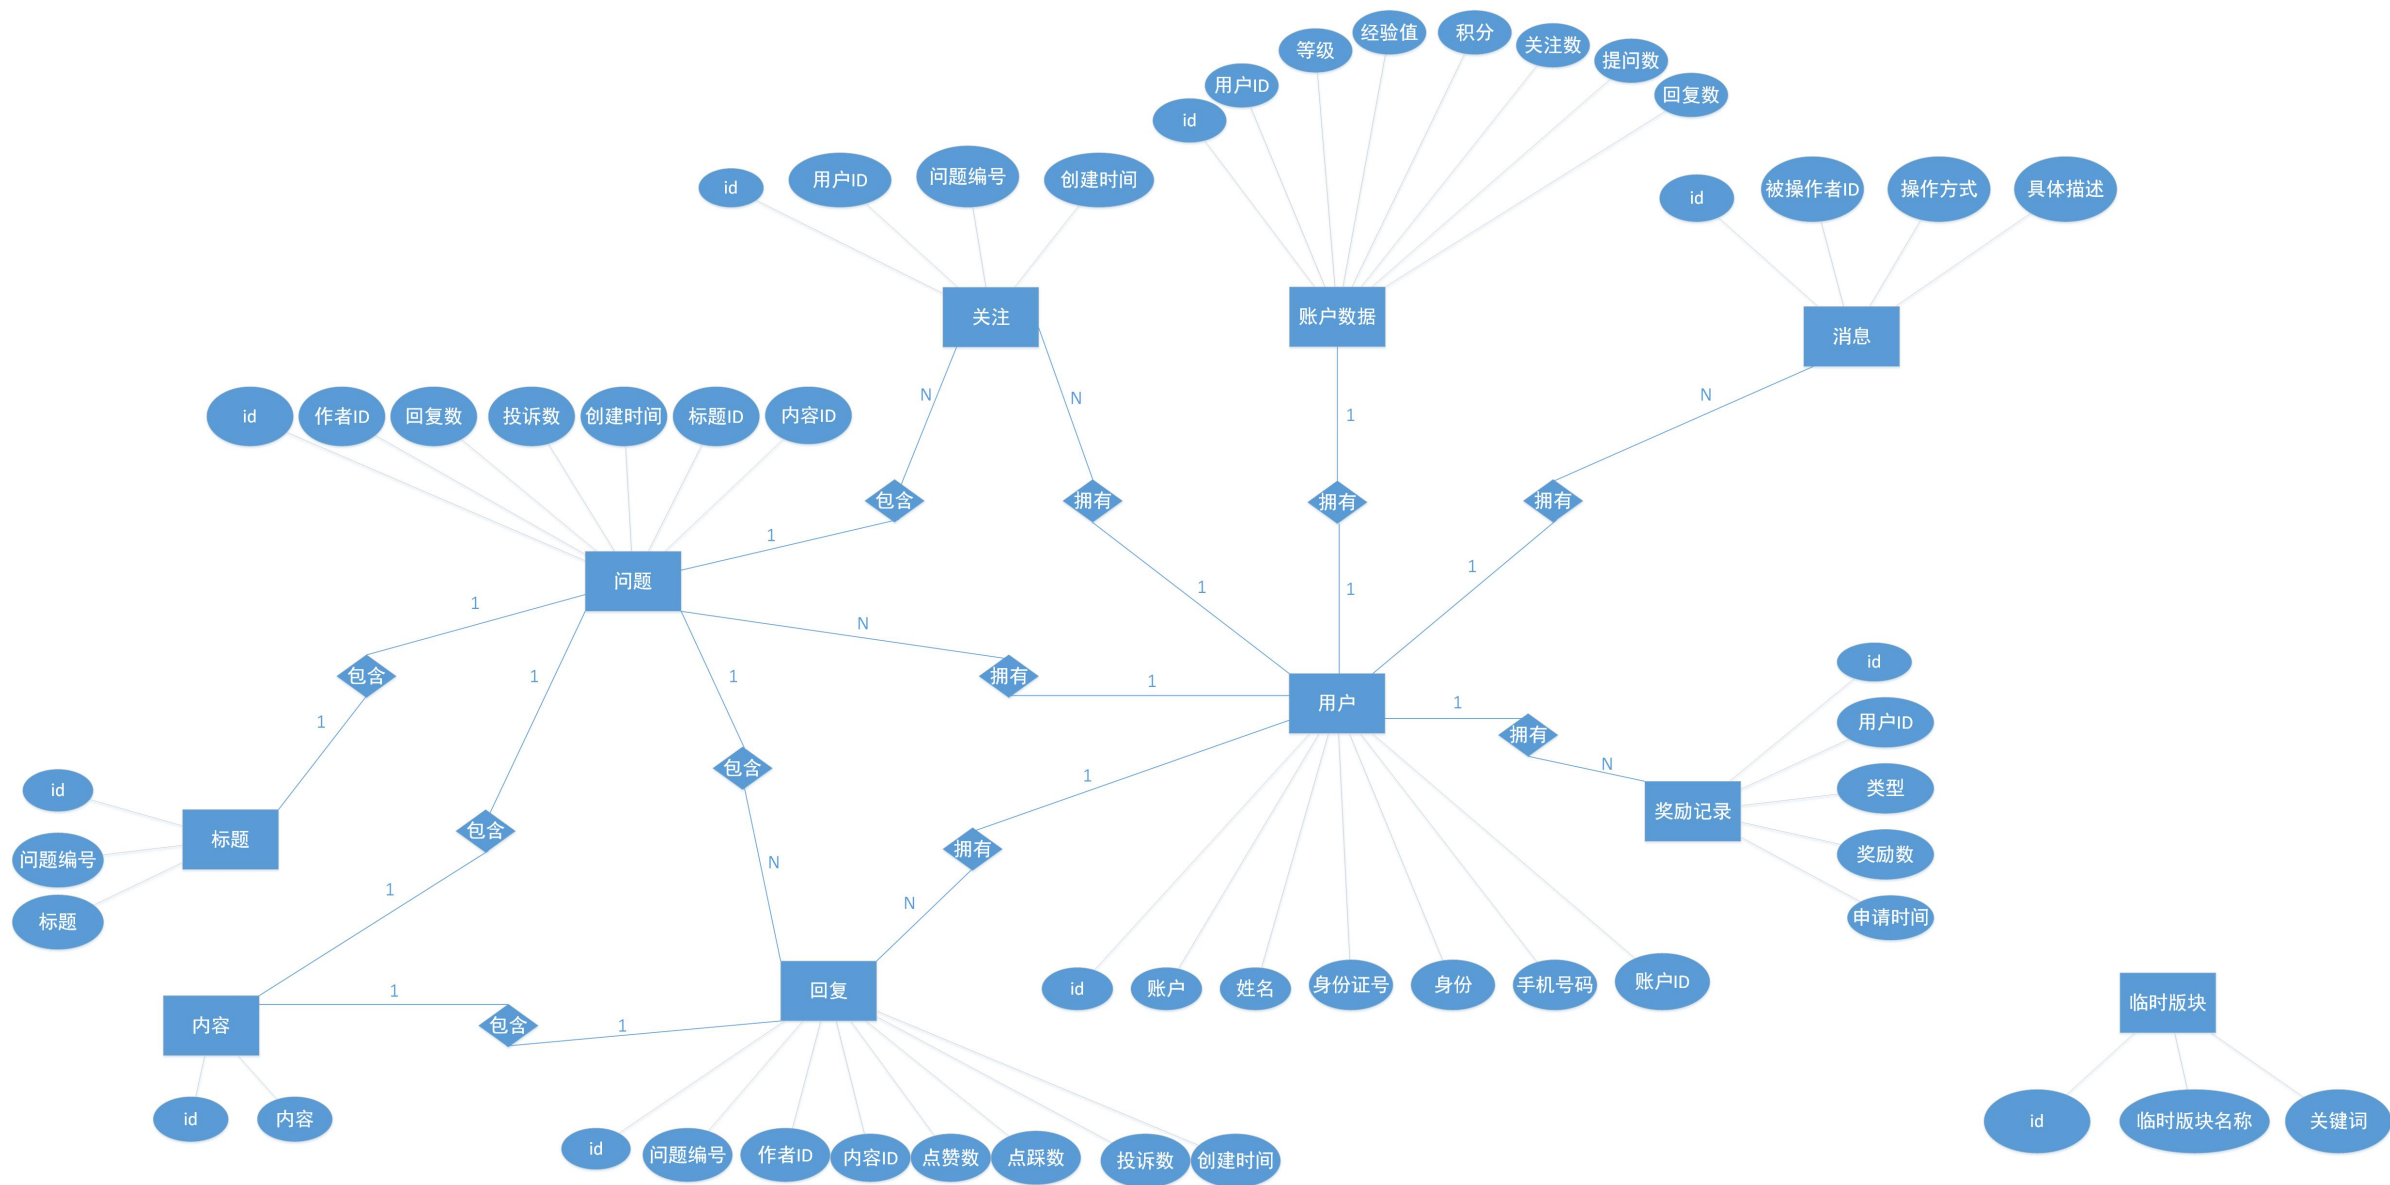 经验值
积分
等级
关注数
提问数
用户ID
回复数
id
id
用户ID
问题编号
创建时间
id
被操作者ID
操作方式
具体描述
关注
账户数据
消息
N
N
1
N
id
作者ID
回复数
投诉数
创建时间
标题ID
内容ID
包含
拥有
拥有
拥有
1
问题
1
1
1
1
N
1
1
包含
拥有
1
用户
1
id
用户ID
拥有
类型
奖励数
申请时间
奖励记录
N
1
包含
1
id
问题编号
标题
标题
包含
拥有
1
N
N
内容
1
包含
1
回复
id
账户
姓名
身份证号
身份
手机号码
账户ID
临时版块
id
内容
id
问题编号
作者ID
内容ID
点赞数
点踩数
投诉数
创建时间
id
临时版块名称
关键词